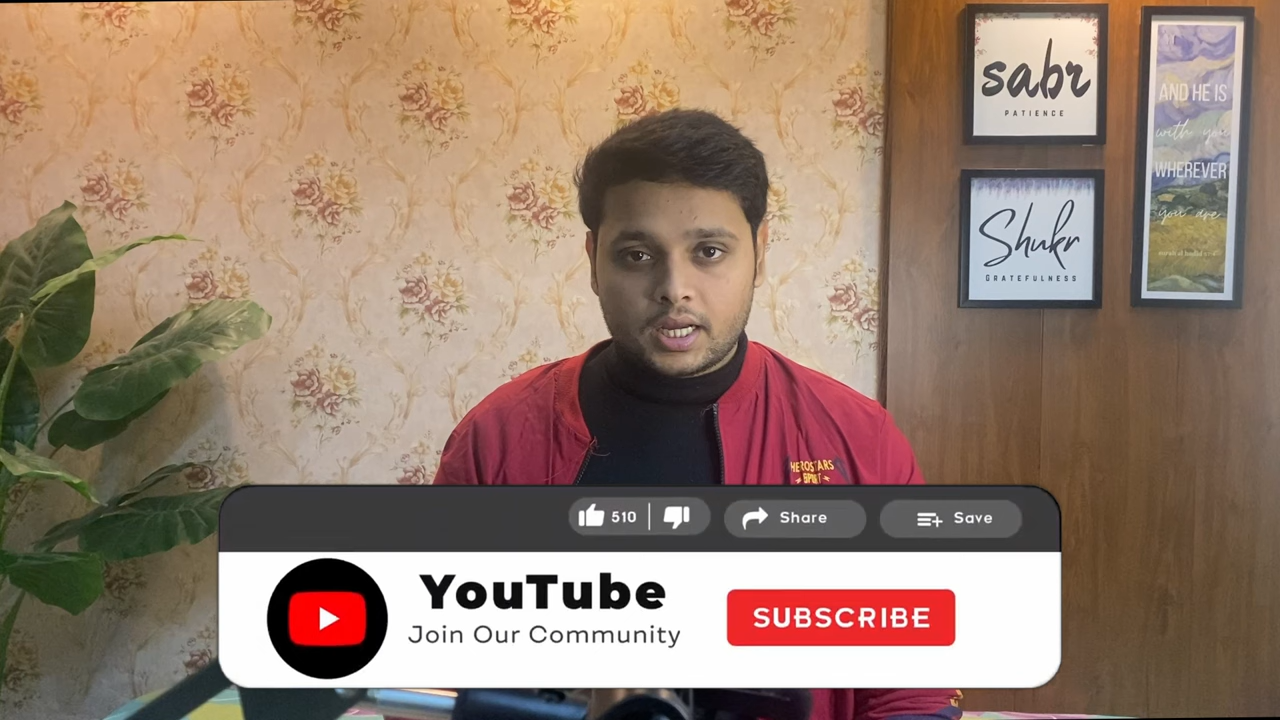 sabr
PATIENCE
Shukr
GRATEFULNESS
AND HE IS
with you
WHEREVER
you are
HEROSTARS
510
Share
Save
YouTube
Join Our Community
SUBSCRIBE